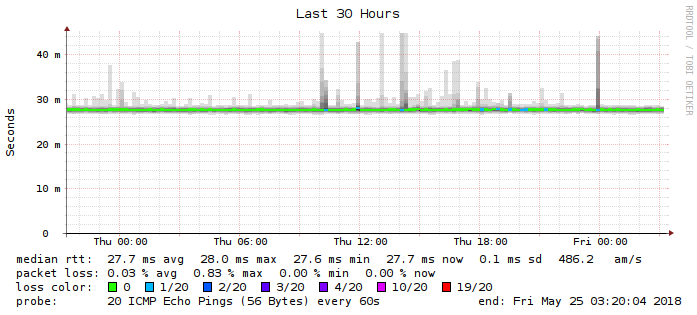 Last 30 Hours
RRDTOOL / TOBI OETIKER
Seconds
40 m
30 m
20 m
10 m
0
Thu 00:00 Thu 06:00 Thu 12:00 Thu 18:00 Fri 00:00
median rtt: 27.7 ms avg 28.0 ms max 27.6 ms min 27.7 ms now 0.1 ms sd 486.2 am/s
packet loss: 0.03 % avg 0.83 % max 0.00 % min 0.00 % now
loss color: 0 1/20 2/20 3/20 4/20 10/20 19/20
probe: 20 ICMP Echo Pings (56 Bytes) every 60s end: Fri May 25 03:20:04 2018